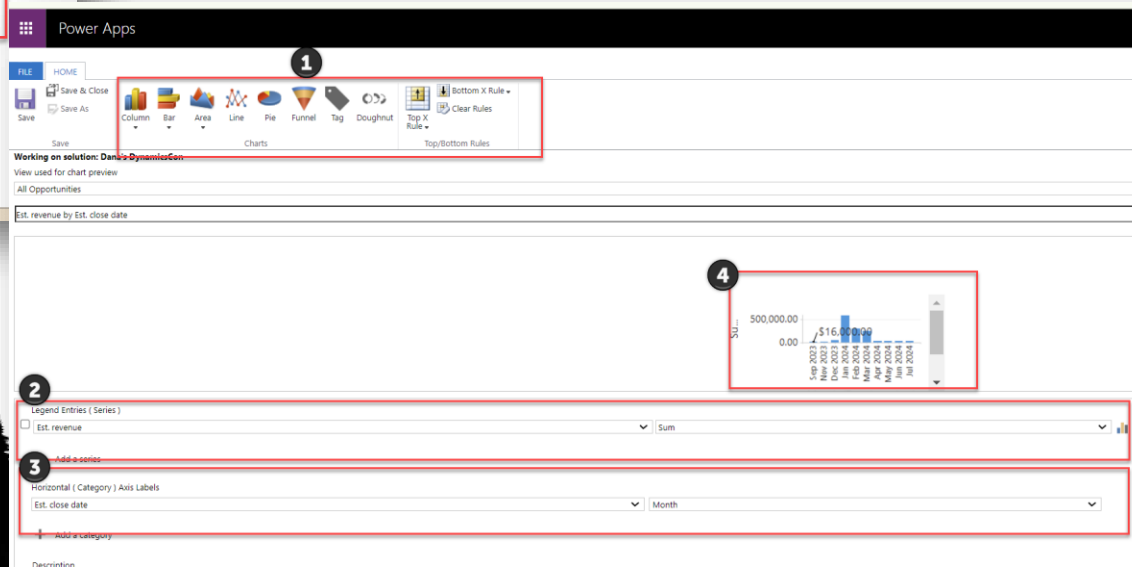 Power Apps
1
FILE HOME
Save & Close
Save As
Save
Column Bar Area Line Pie Funnel Tag Doughnut
Top X Rule
Bottom X Rule
Clear Rules
Save Charts Top/Bottom Rules
Working on solution: Dana's DynamicsCon
View used for chart preview
All Opportunities
Est. revenue by Est. close date
4
Su...
500,000.00
$16,000.00
0.00
Sep 2023
Nov 2023
Dec 2023
Jan 2024
Feb 2024
Mar 2024
Apr 2024
May 2024
Jun 2024
Jul 2024
2
Legend Entries ( Series )
Est. revenue Sum
Add a series
3
Horizontal ( Category ) Axis Labels
Est. close date Month
Add a category
Description